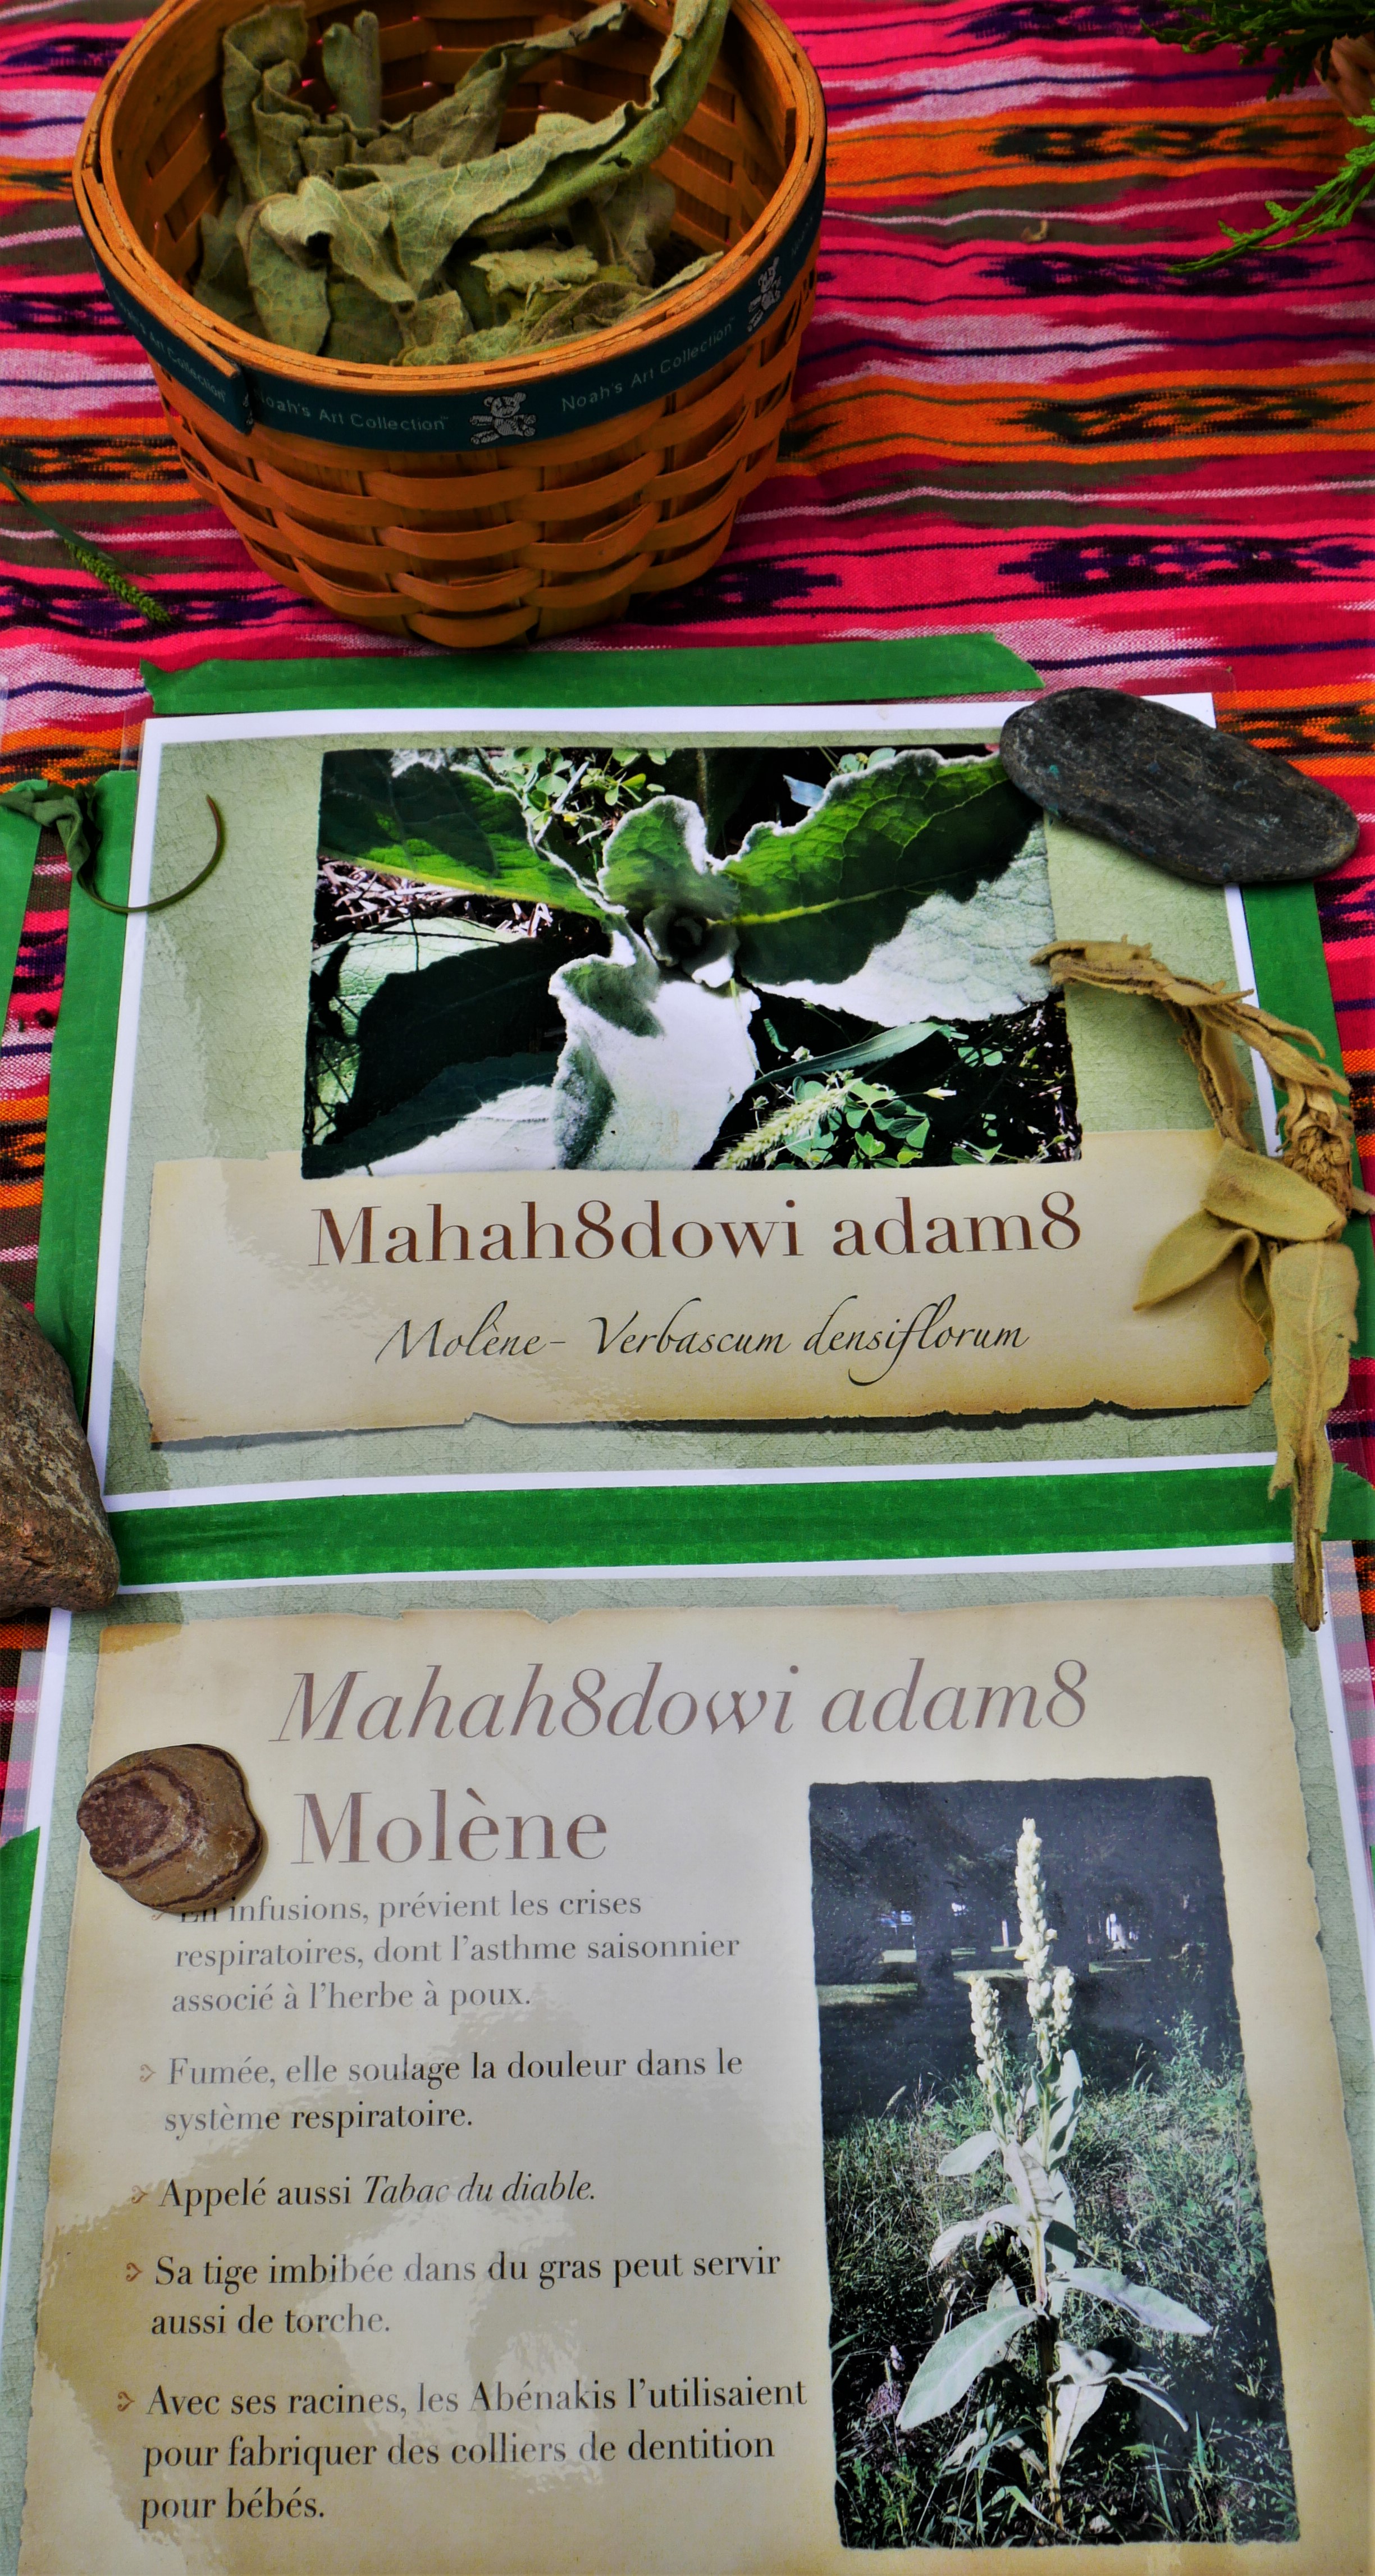 Noah's Art Collection™
Noah's Art Collection™
Mahah8dowi adam8
Molène- Verbascum densiflorum
Mahah8dowi adam8
Molène
En infusions, prévient les crises
respiratoires, dont l'asthme saisonnier
associé à l'herbe à poux.
Fumée, elle soulage la douleur dans le
système respiratoire.
Appelé aussi Tabac du diable.
Sa tige imbibée dans du gras peut servir
aussi de torche.
Avec ses racines, les Abénakis l'utilisaient
pour fabriquer des colliers de dentition
pour bébés.